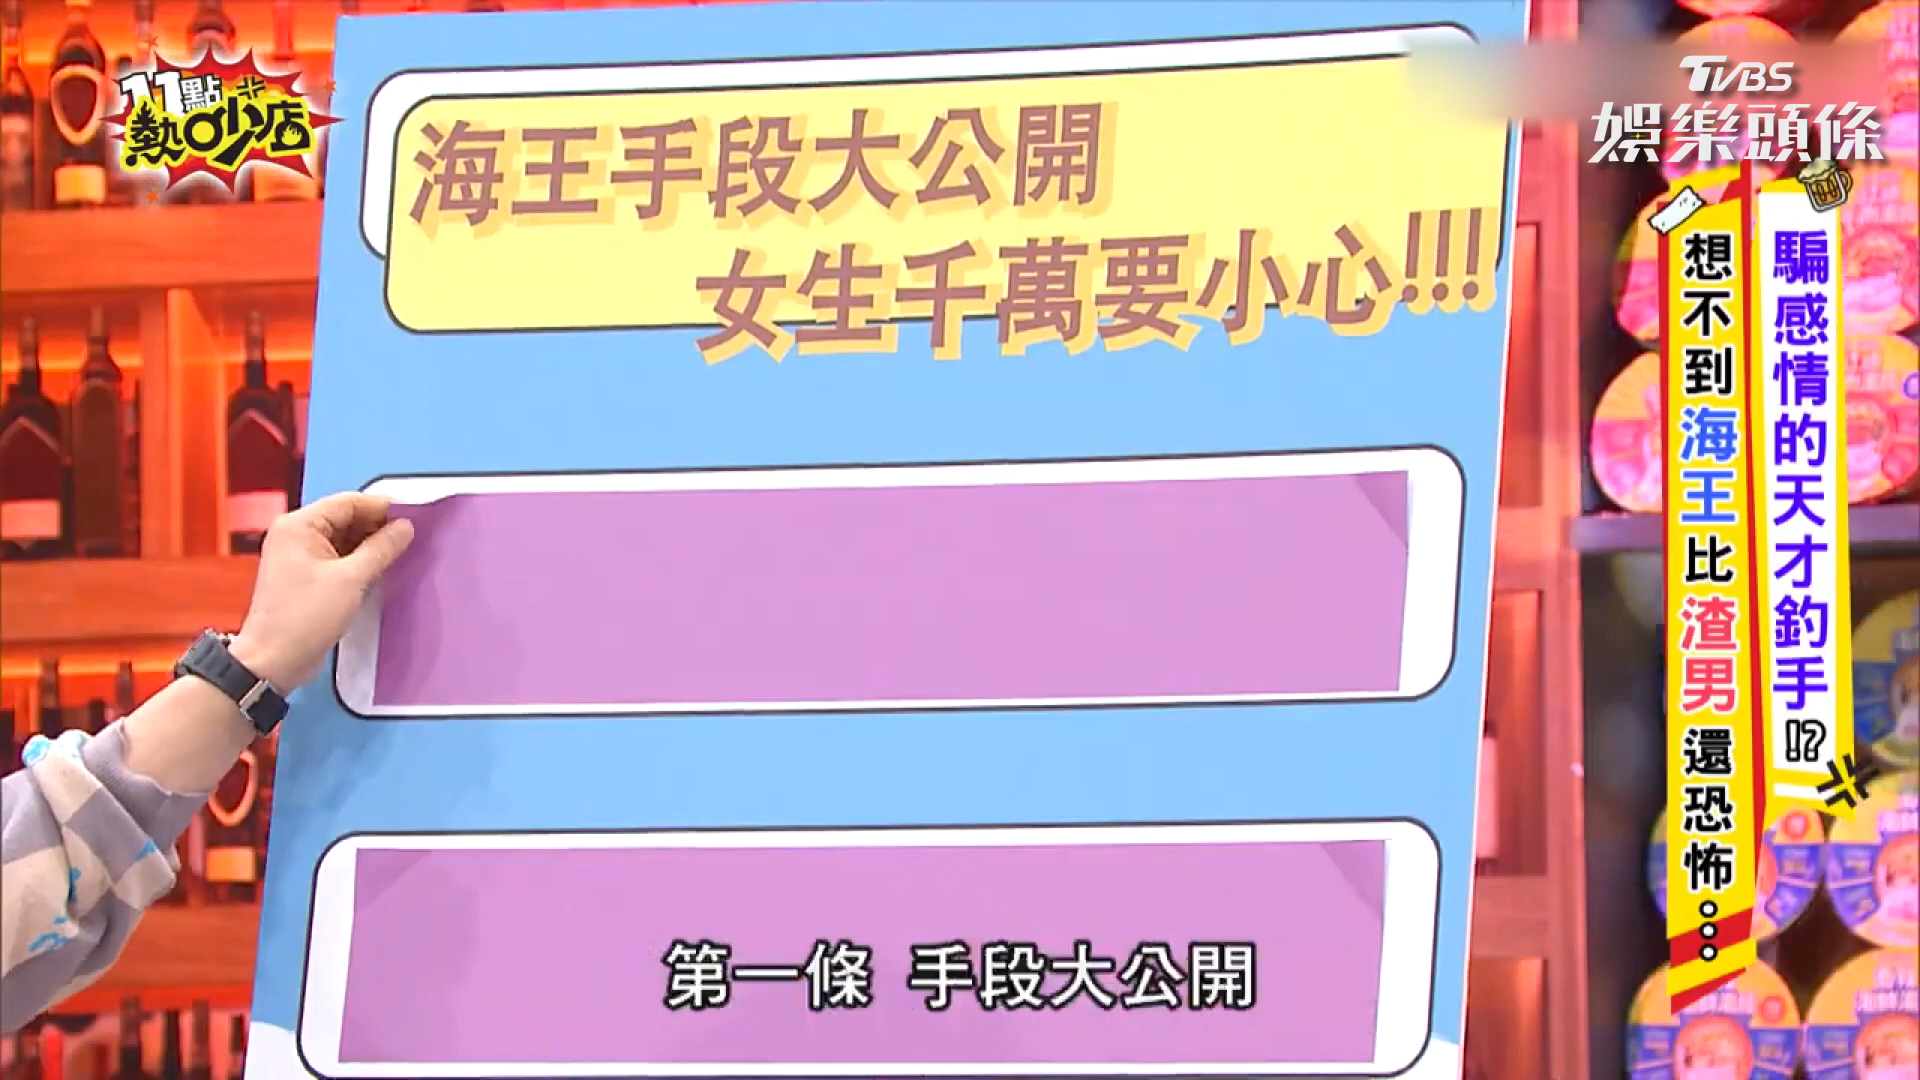 11點
熱吵店
TVBS
娛樂頭條
海王手段大公開
女生千萬要小心!!!
騙感情的天才釣手!?
想不到海王比渣男還恐怖...
第一條 手段大公開